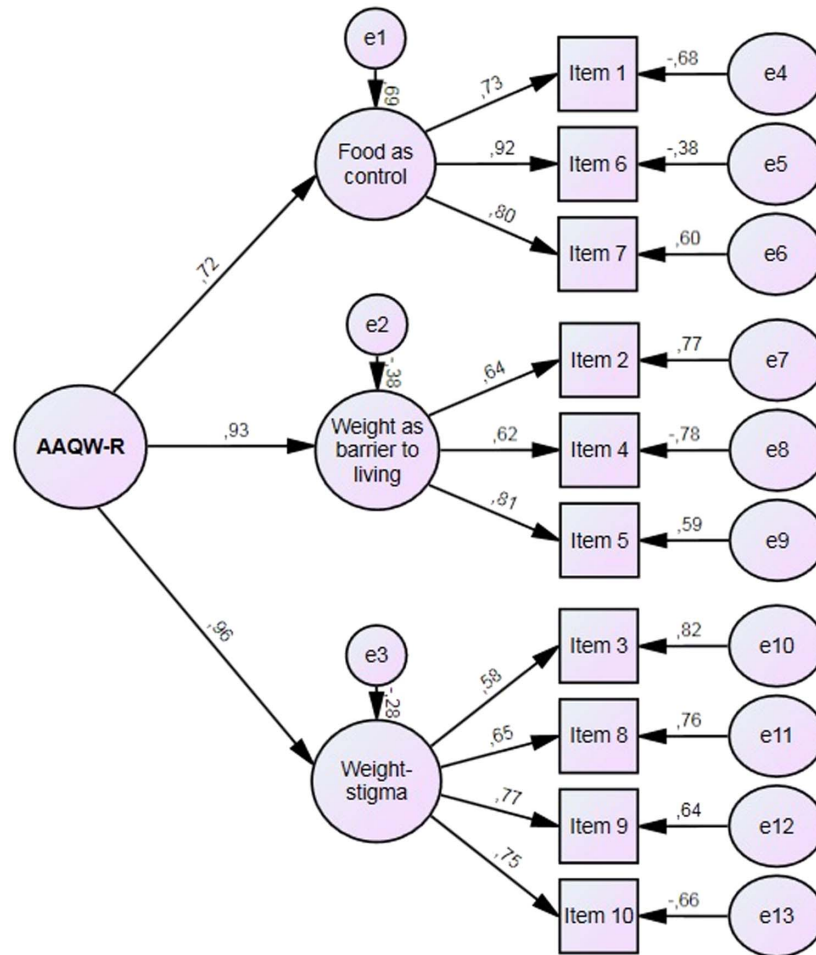 e1
,69
Food as
control
,73
Item 1
-,68
e4
,92
Item 6
-,38
e5
,80
Item 7
,60
e6
,72
e2
-,38
Weight as
barrier to
living
,64
Item 2
,77
e7
AAQW-R
,93
,62
Item 4
-,78
e8
,81
Item 5
,59
e9
,96
e3
-,28
Weight-
stigma
,58
Item 3
,82
e10
,65
Item 8
,76
e11
,77
Item 9
,64
e12
,75
Item 10
-,66
e13